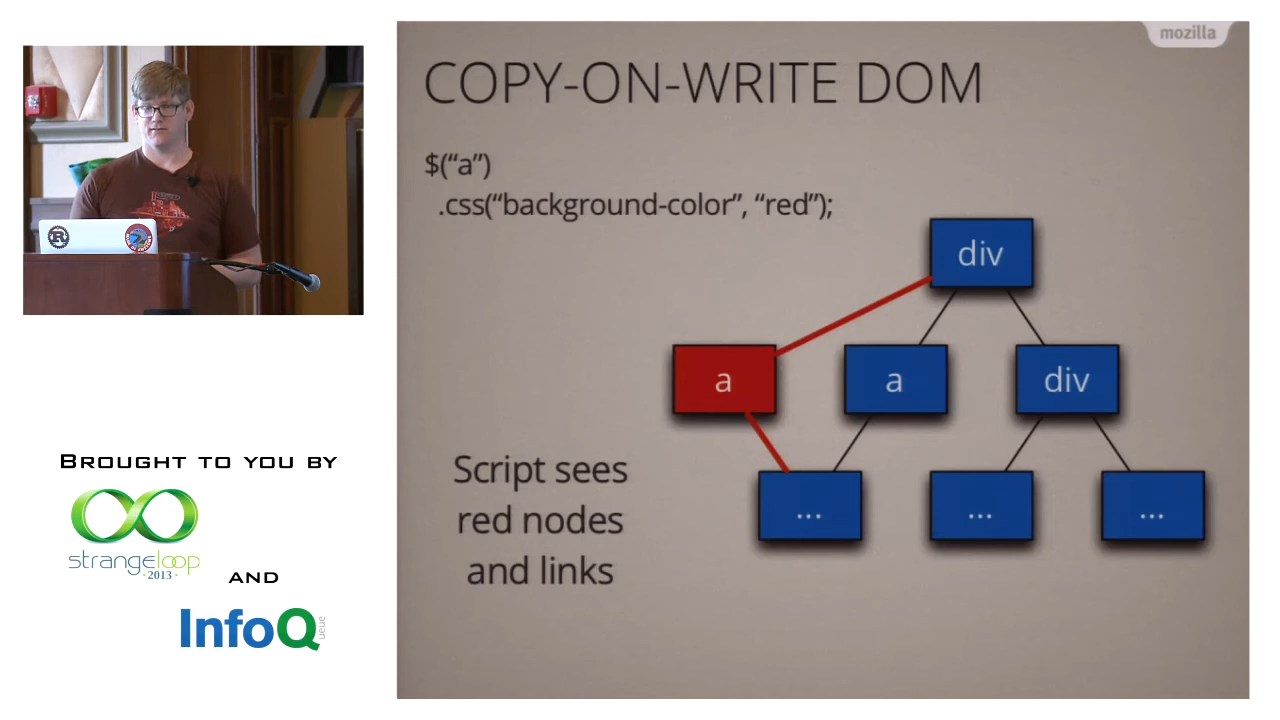 mozilla
COPY-ON-WRITE DOM
$(“a”)
.css(“background-color”, “red”);
div
a
a
div
...
...
...
Script sees
red nodes
and links
R
BROUGHT TO YOU BY
strangeloop
·2013·
AND
InfoQ
ueue